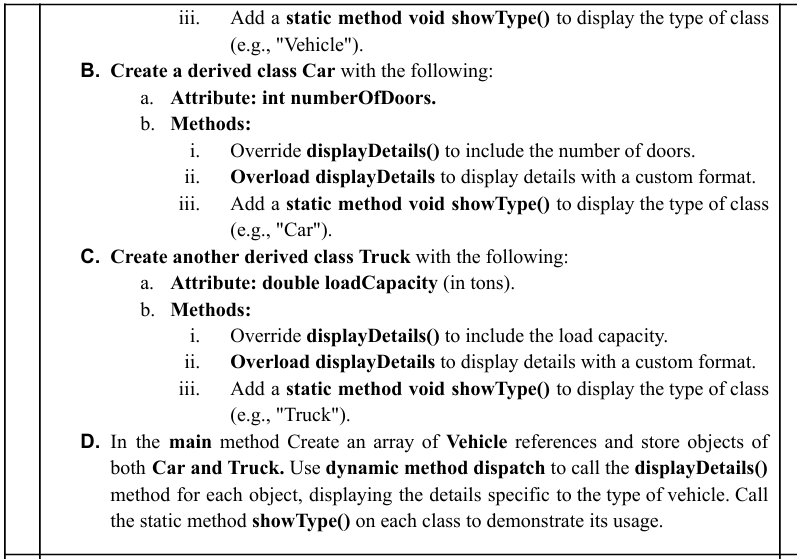 iii. Add a static method void showType() to display the type of class
(e.g., "Vehicle").
B. Create a derived class Car with the following:
a. Attribute: int numberOfDoors.
b. Methods:
i. Override displayDetails() to include the number of doors.
ii. Overload displayDetails to display details with a custom format.
iii. Add a static method void showType() to display the type of class
(e.g., "Car").
C. Create another derived class Truck with the following:
a. Attribute: double loadCapacity (in tons).
b. Methods:
i. Override displayDetails() to include the load capacity.
ii. Overload displayDetails to display details with a custom format.
iii. Add a static method void showType() to display the type of class
(e.g., "Truck").
D. In the main method Create an array of Vehicle references and store objects of
both Car and Truck. Use dynamic method dispatch to call the displayDetails()
method for each object, displaying the details specific to the type of vehicle. Call
the static method showType() on each class to demonstrate its usage.